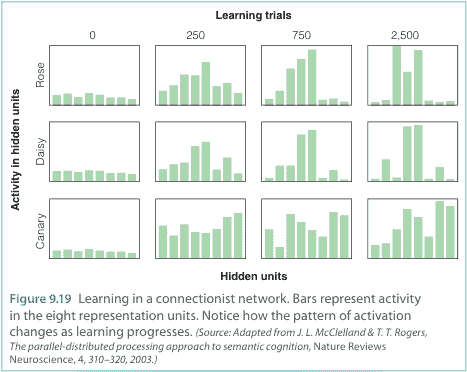 Learning trials
0 250 750 2,500
Activity in hidden units
Rose
Daisy
Canary
Hidden units
Figure 9.19 Learning in a connectionist network. Bars represent activity
in the eight representation units. Notice how the pattern of activation
changes as learning progresses. (Source: Adapted from J. L. McClelland & T. T. Rogers,
The parallel-distributed processing approach to semantic cognition, Nature Reviews
Neuroscience, 4, 310–320, 2003.)